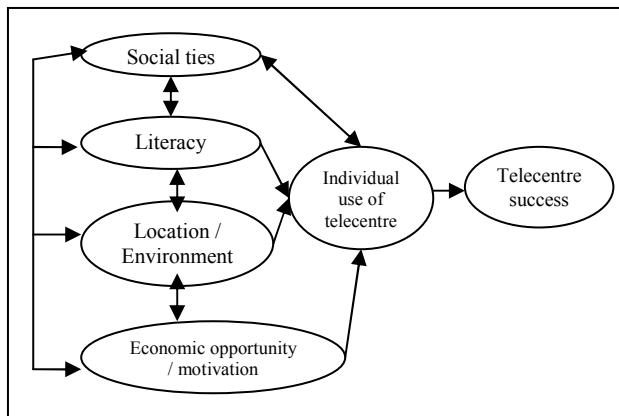 Social ties
Literacy
Location /
Environment
Economic opportunity
/ motivation
Individual
use of
telecentre
Telecentre
success